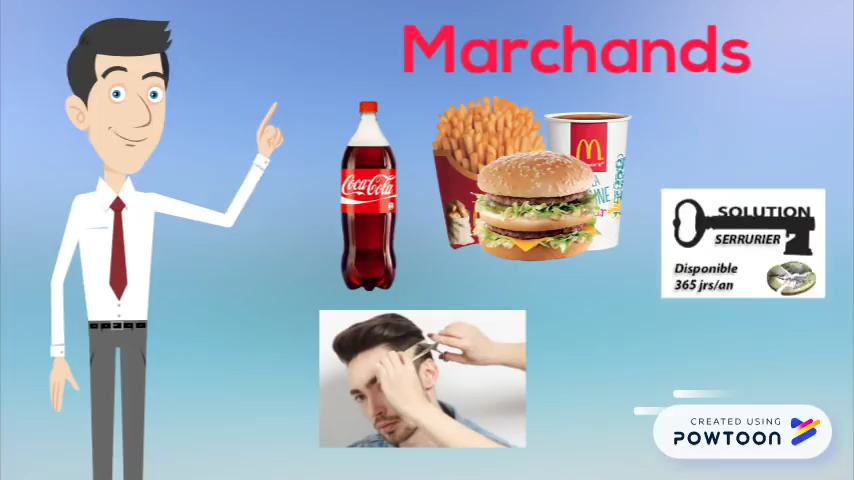 Marchands
Coca-Cola
M
SOLUTION
SERRURIER
Disponible
365 jrs/an
CREATED USING
POWTOON